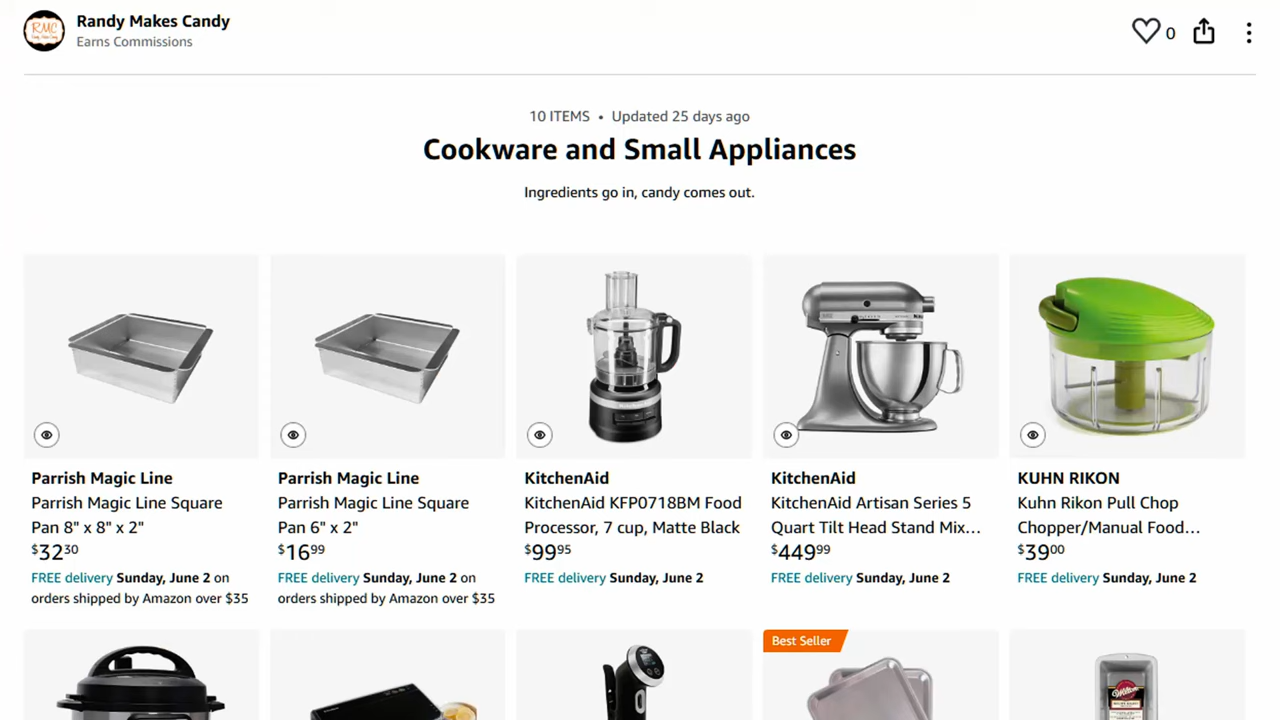 RMC
Randy Makes Candy
Earns Commissions
0
10 ITEMS • Updated 25 days ago
Cookware and Small Appliances
Ingredients go in, candy comes out.
Parrish Magic Line
Parrish Magic Line Square
Pan 8" x 8" x 2"
$32.30
FREE delivery Sunday, June 2 on
orders shipped by Amazon over $35
Parrish Magic Line
Parrish Magic Line Square
Pan 6" x 2"
$16.99
FREE delivery Sunday, June 2 on
orders shipped by Amazon over $35
KitchenAid
KitchenAid KFP0718BM Food
Processor, 7 cup, Matte Black
$99.95
FREE delivery Sunday, June 2
KitchenAid
KitchenAid Artisan Series 5
Quart Tilt Head Stand Mix...
$449.99
FREE delivery Sunday, June 2
KUHN RIKON
Kuhn Rikon Pull Chop
Chopper/Manual Food...
$39.00
FREE delivery Sunday, June 2
Best Seller
Wilton